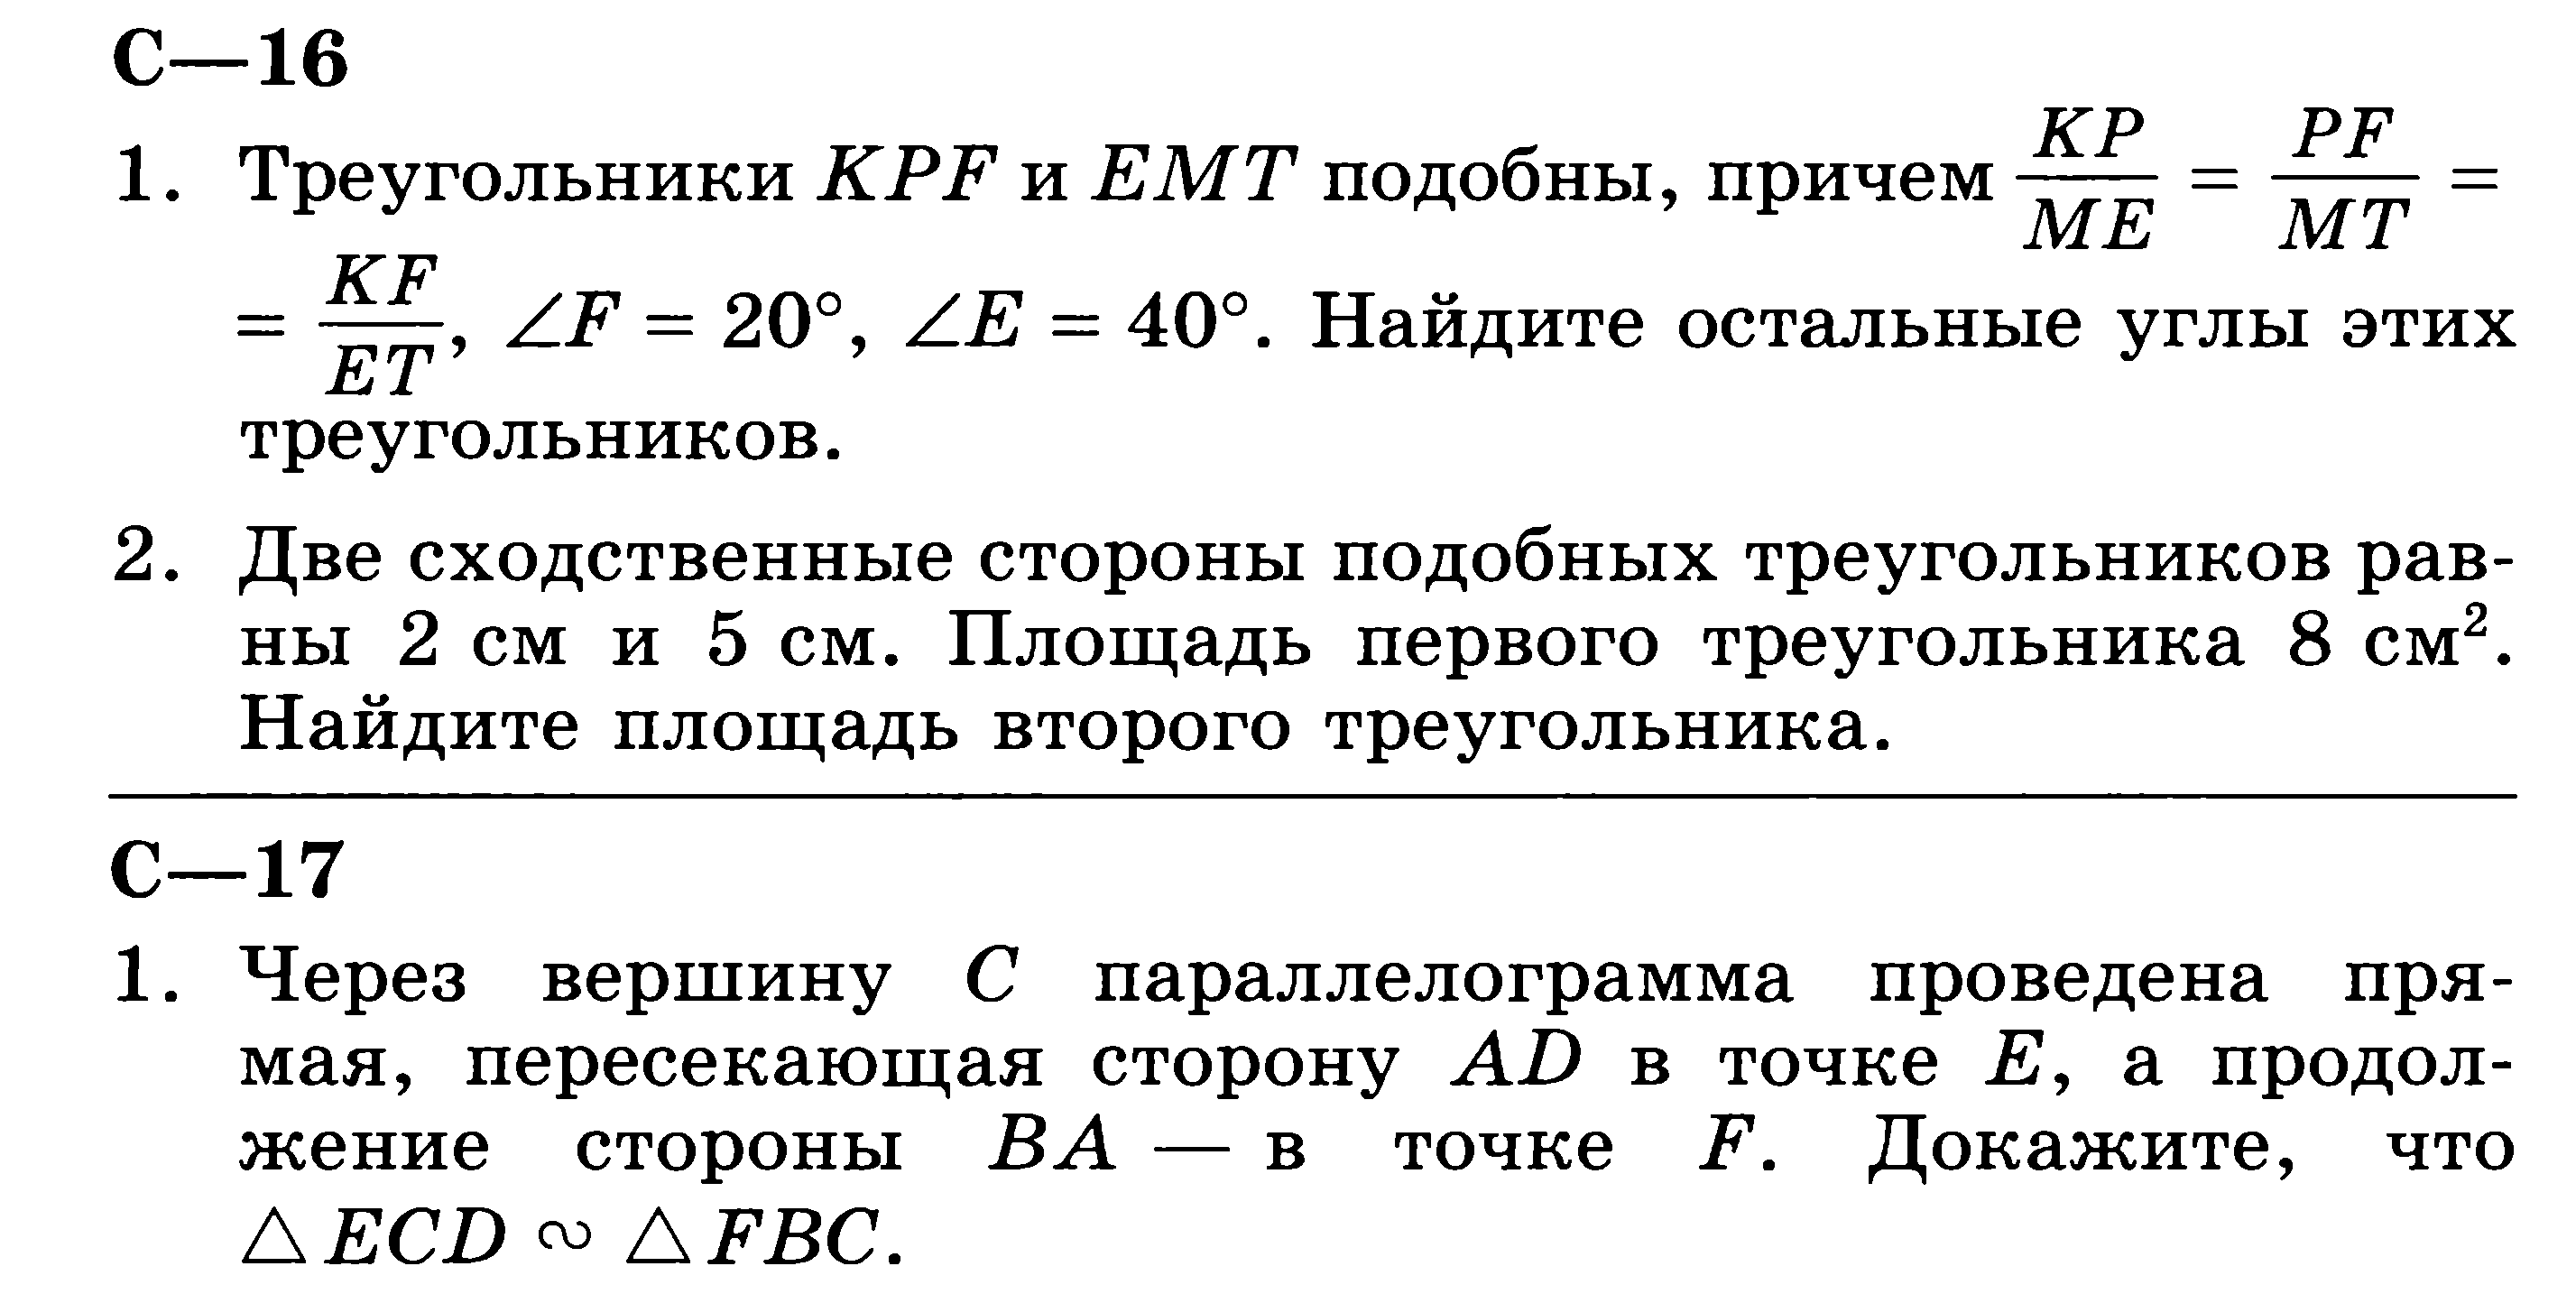 С—16
1. Треугольники KPF и EMT подобны, причем KP/ME = PF/MT =
= KF/ET, ∠F = 20°, ∠E = 40°. Найдите остальные углы этих
треугольников.
2. Две сходственные стороны подобных треугольников рав-
ны 2 см и 5 см. Площадь первого треугольника 8 см².
Найдите площадь второго треугольника.
С—17
1. Через вершину C параллелограмма проведена пря-
мая, пересекающая сторону AD в точке E, а продол-
жение стороны BA — в точке F. Докажите, что
△ECD ∾ △FBC.